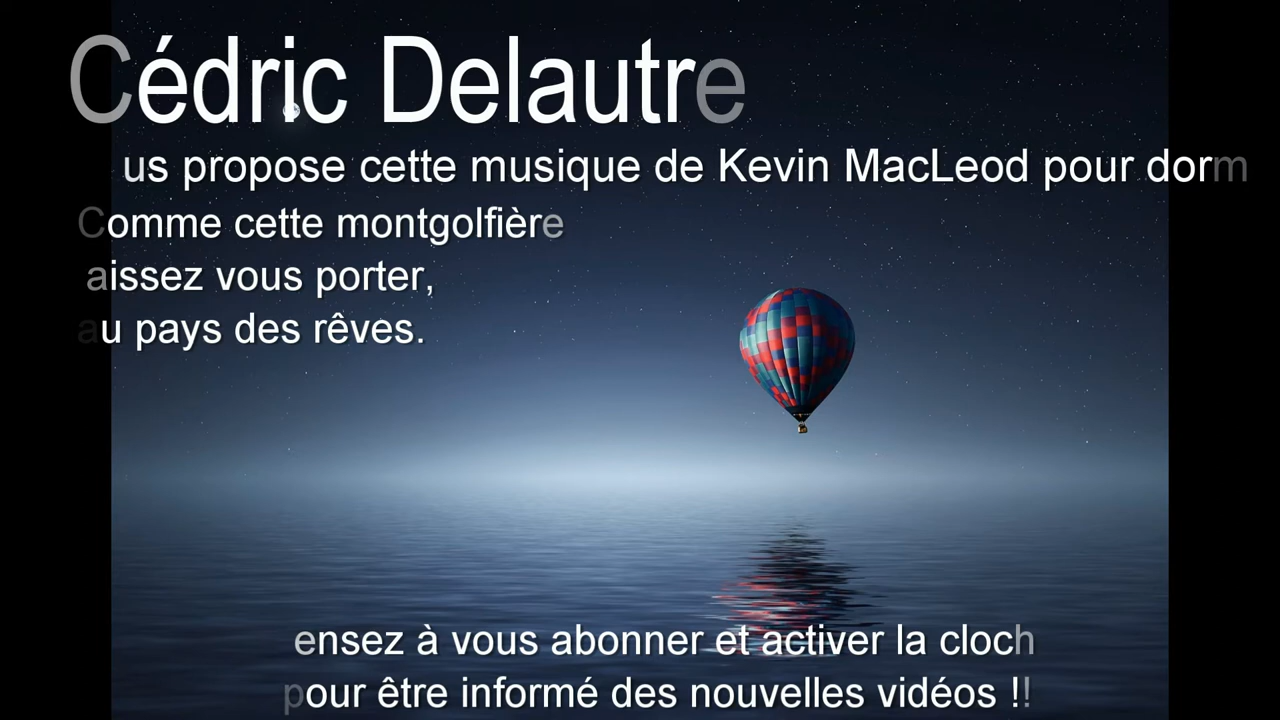 Cédric Delautre
us propose cette musique de Kevin MacLeod pour dorm
Comme cette montgolfière
aissez vous porter,
au pays des rêves.
ensez à vous abonner et activer la cloch
pour être informé des nouvelles vidéos !!